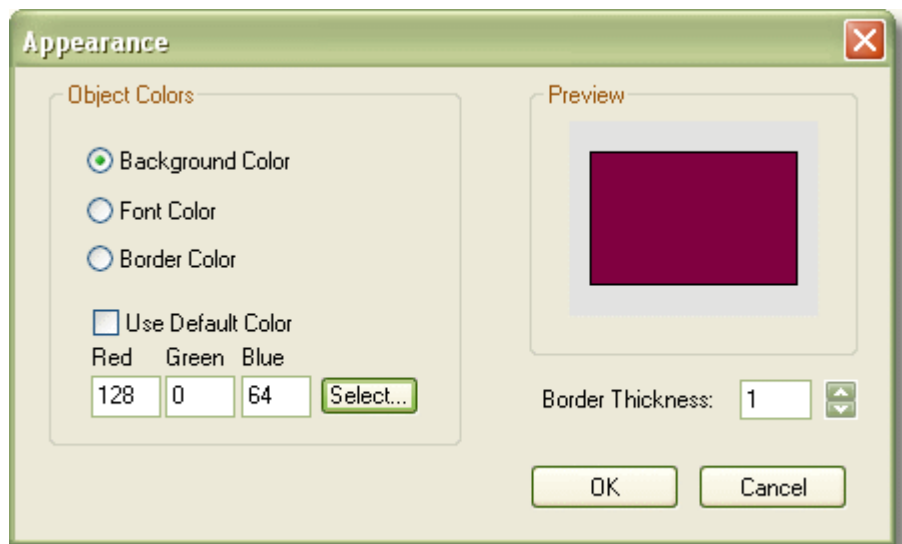 Appearance
Object Colors
Background Color
Font Color
Border Color
Use Default Color
Red Green Blue
128 0 64 Select...
Preview
Border Thickness: 1
OK Cancel